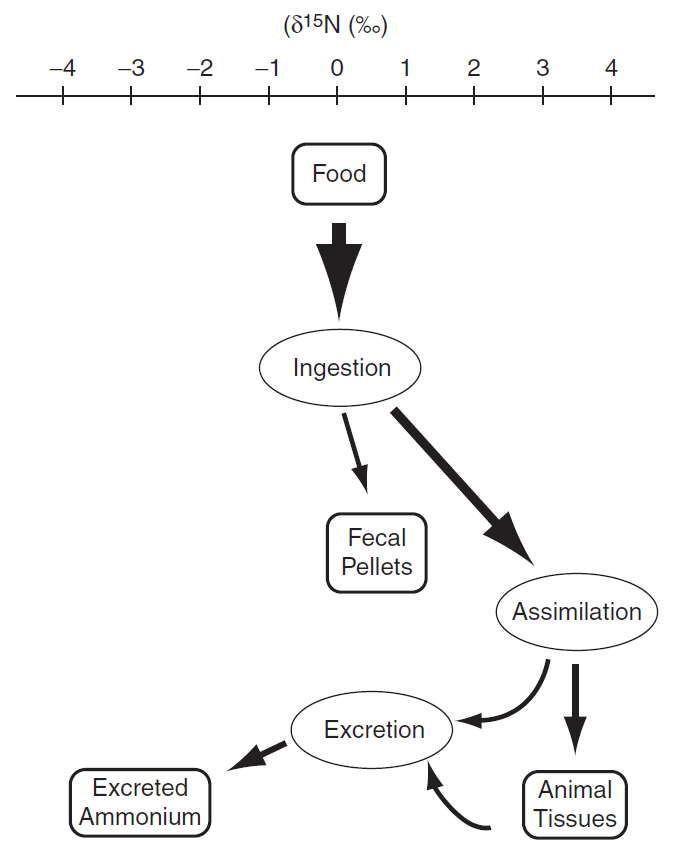 (δ15N (‰)
–4 –3 –2 –1 0 1 2 3 4
Food
Ingestion
Fecal
Pellets
Assimilation
Excretion
Excreted
Ammonium
Animal
Tissues